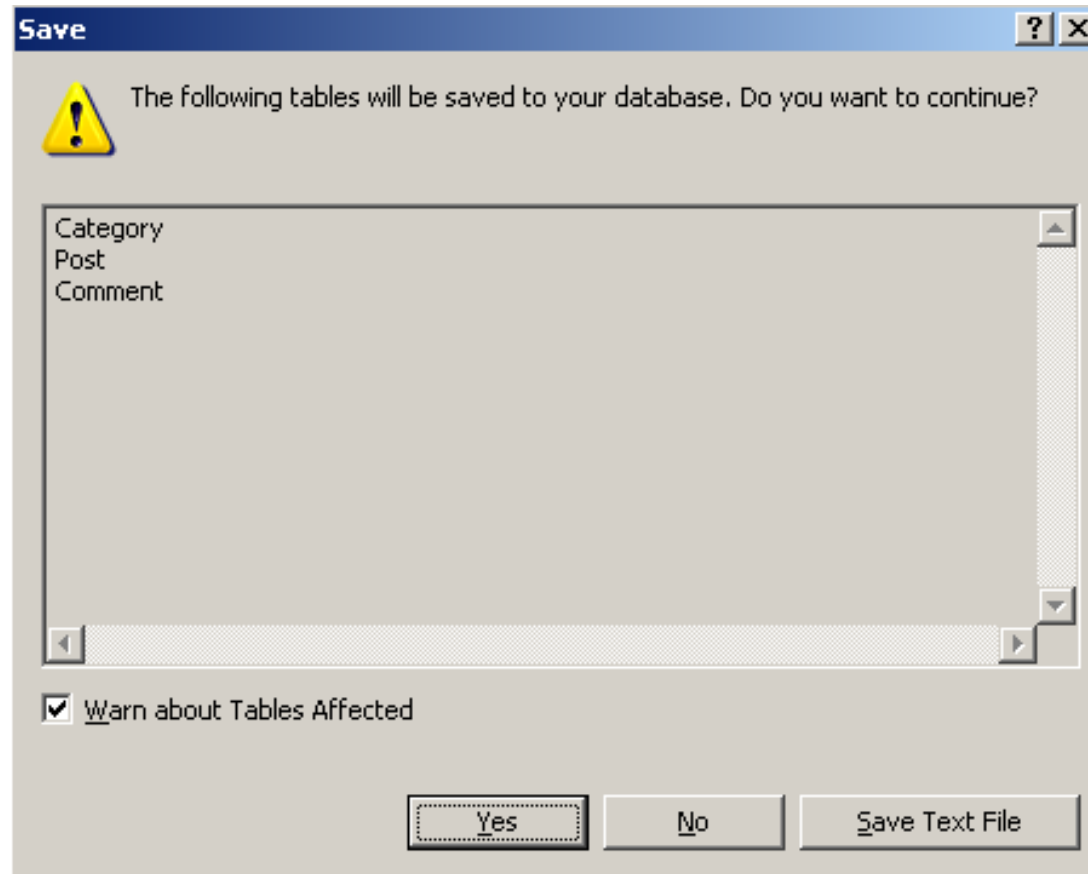 Save
The following tables will be saved to your database. Do you want to continue?
Category
Post
Comment
Warn about Tables Affected
Yes No Save Text File